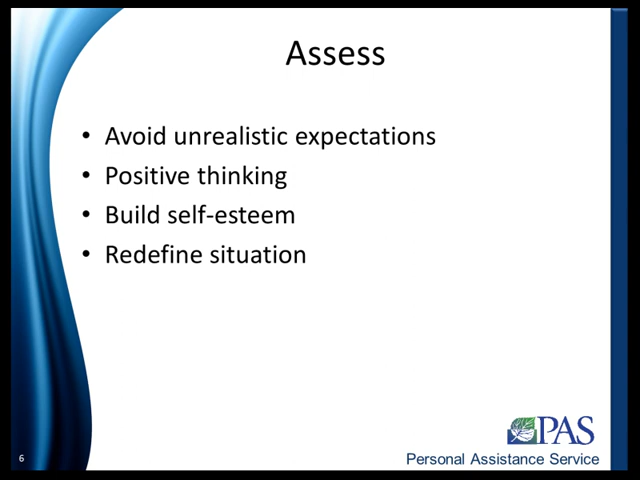 Assess
• Avoid unrealistic expectations
• Positive thinking
• Build self-esteem
• Redefine situation
PAS
Personal Assistance Service
6